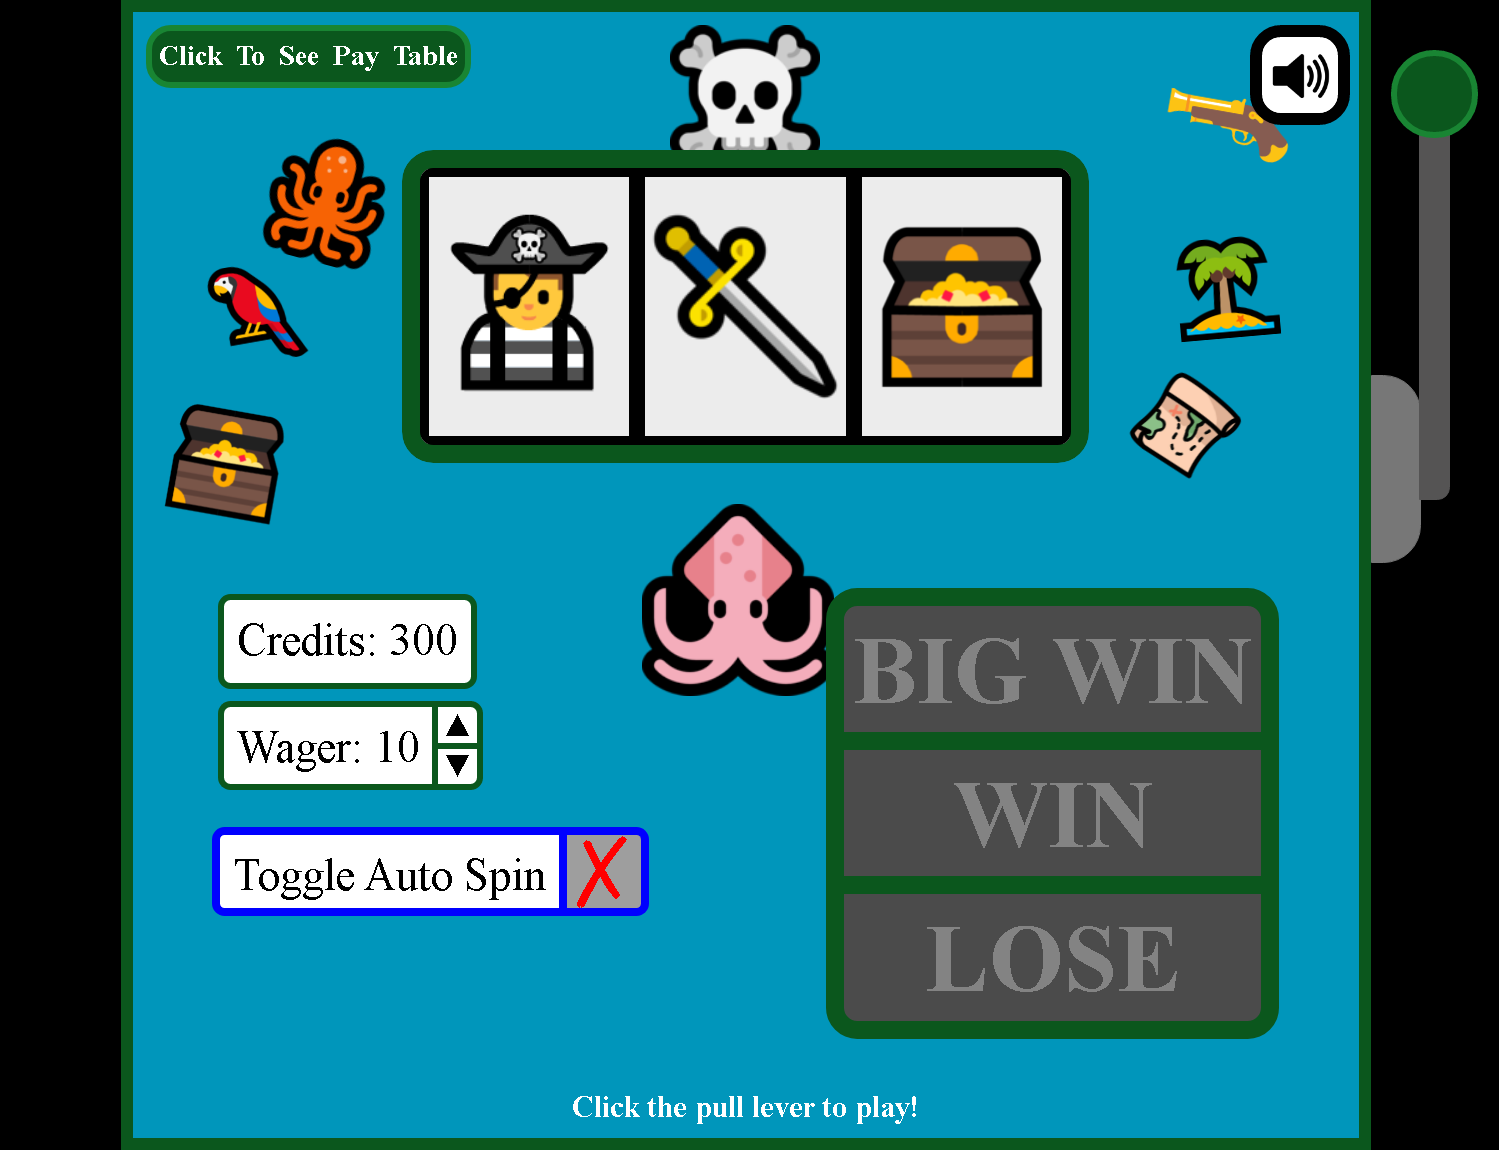 Click To See Pay Table
Credits: 300
Wager: 10
▲
▼
Toggle Auto Spin
X
BIG WIN
WIN
LOSE
Click the pull lever to play!